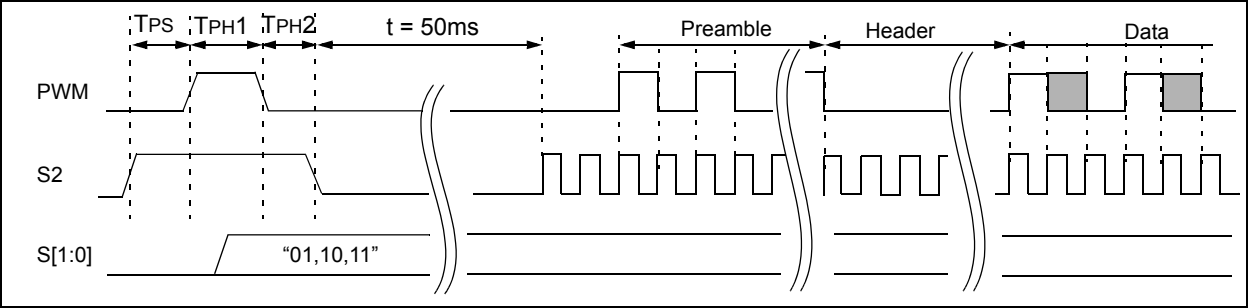 TPS TPH1 TPH2 t = 50ms Preamble Header Data
PWM
S2
S[1:0] “01,10,11”